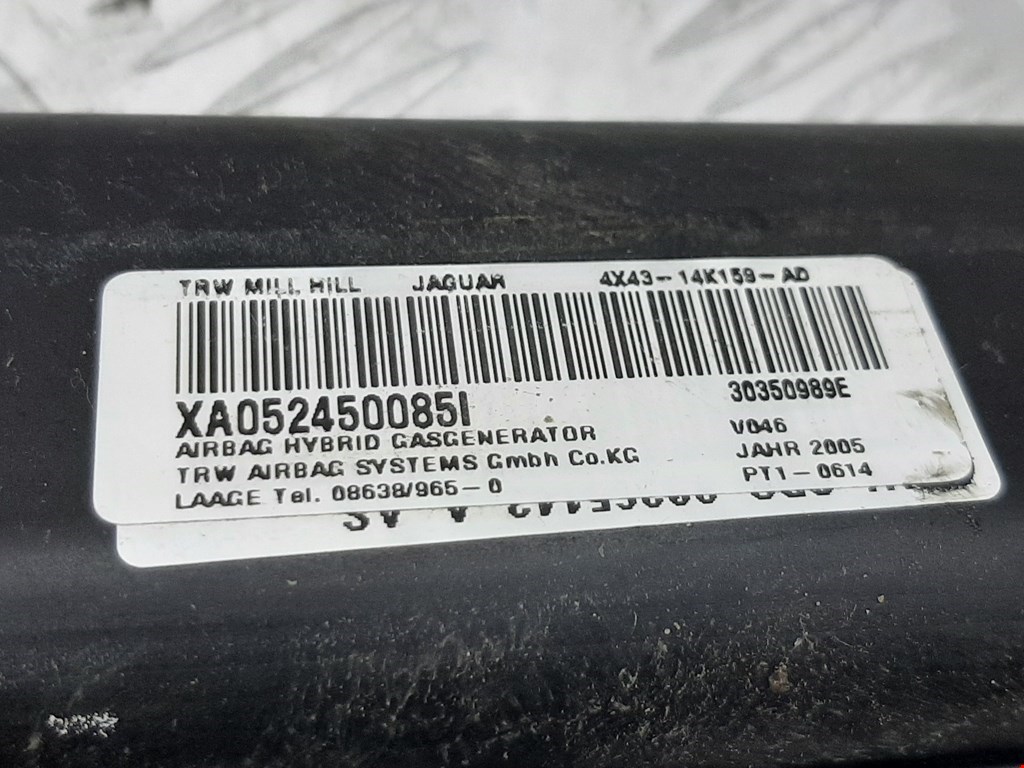 TRW MILL HILL JAGUAR 4X43-14K159-AD
XA052450085I 30350989E
AIRBAG HYBRID GASGENERATOR V046
TRW AIRBAG SYSTEMS GmbH Co.KG JAHR 2005
LAAGE Tel. 08638/965-0 PT1-0614